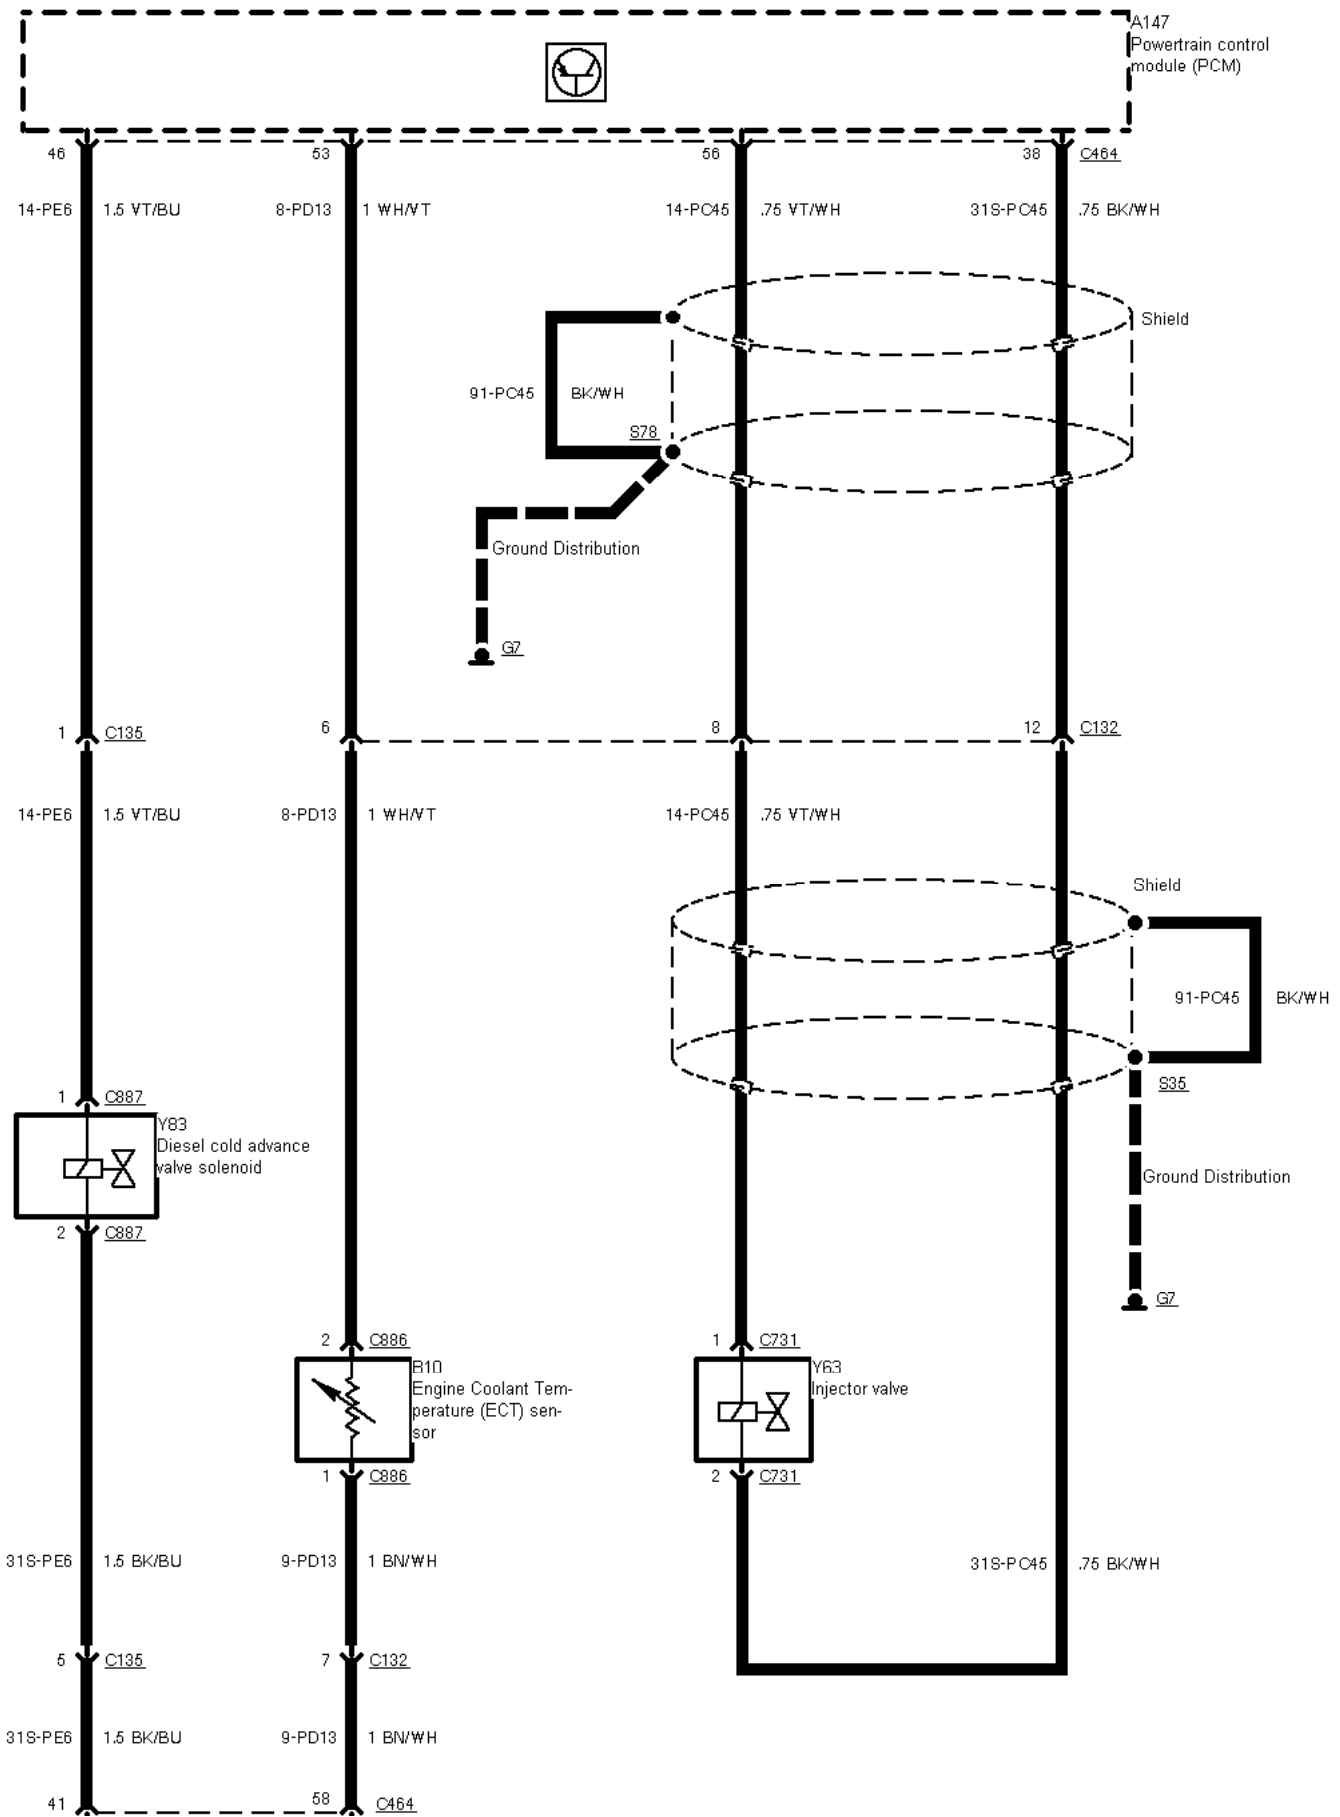 A147
Powertrain control
module (PCM)
46
53
56
38
C464
14-PE6
1.5 VT/BU
8-PD13
1 WH/VT
14-PC45
.75 VT/WH
31S-PC45
.75 BK/WH
Shield
91-PC45
BK/WH
S78
Ground Distribution
G7
1
C135
6
8
12
C132
14-PE6
1.5 VT/BU
8-PD13
1 WH/VT
14-PC45
.75 VT/WH
Shield
91-PC45
BK/WH
S35
1
C887
Y83
Diesel cold advance
valve solenoid
Ground Distribution
2
C887
G7
2
C886
1
C731
B10
Engine Coolant Tem-
perature (ECT) sen-
sor
Y63
Injector valve
1
C886
2
C731
31S-PE6
1.5 BK/BU
9-PD13
1 BN/WH
31S-PC45
.75 BK/WH
5
C135
7
C132
31S-PE6
1.5 BK/BU
9-PD13
1 BN/WH
41
58
C464